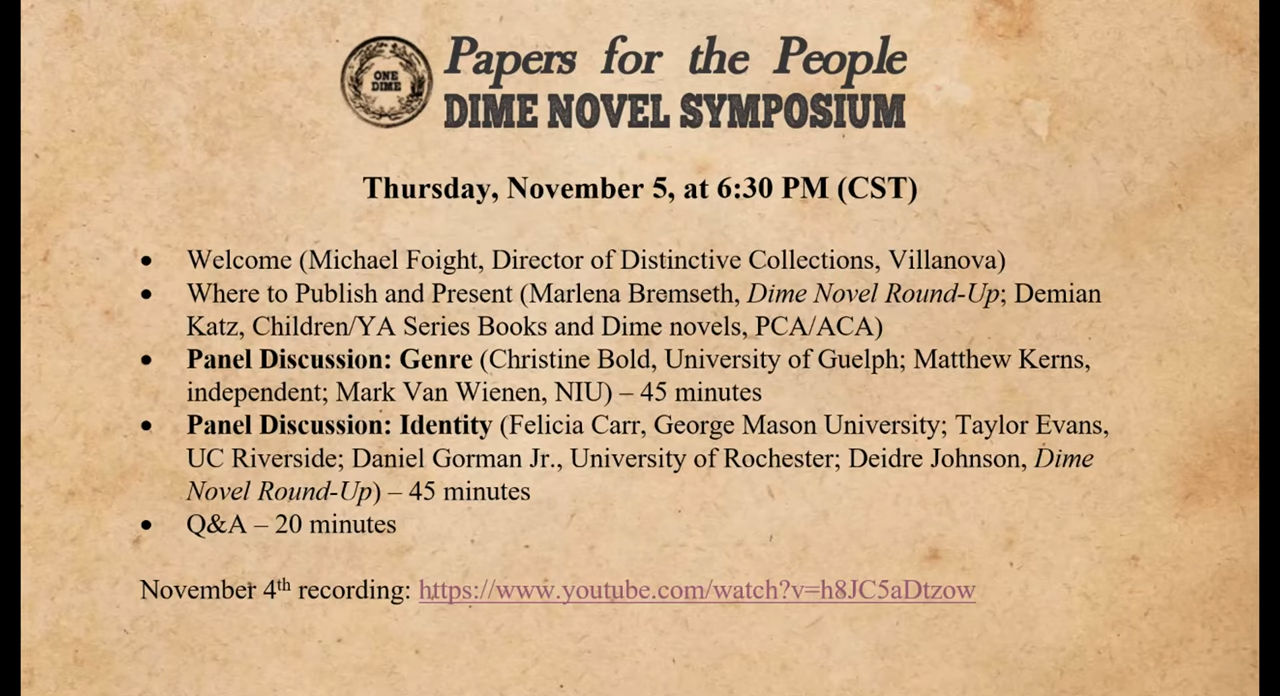 ONE
DIME
Papers for the People
DIME NOVEL SYMPOSIUM
Thursday, November 5, at 6:30 PM (CST)
• Welcome (Michael Foight, Director of Distinctive Collections, Villanova)
• Where to Publish and Present (Marlena Bremseth, Dime Novel Round-Up; Demian
Katz, Children/YA Series Books and Dime novels, PCA/ACA)
• Panel Discussion: Genre (Christine Bold, University of Guelph; Matthew Kerns,
independent; Mark Van Wienen, NIU) – 45 minutes
• Panel Discussion: Identity (Felicia Carr, George Mason University; Taylor Evans,
UC Riverside; Daniel Gorman Jr., University of Rochester; Deidre Johnson, Dime
Novel Round-Up) – 45 minutes
• Q&A – 20 minutes
November 4th recording: https://www.youtube.com/watch?v=h8JC5aDtzow